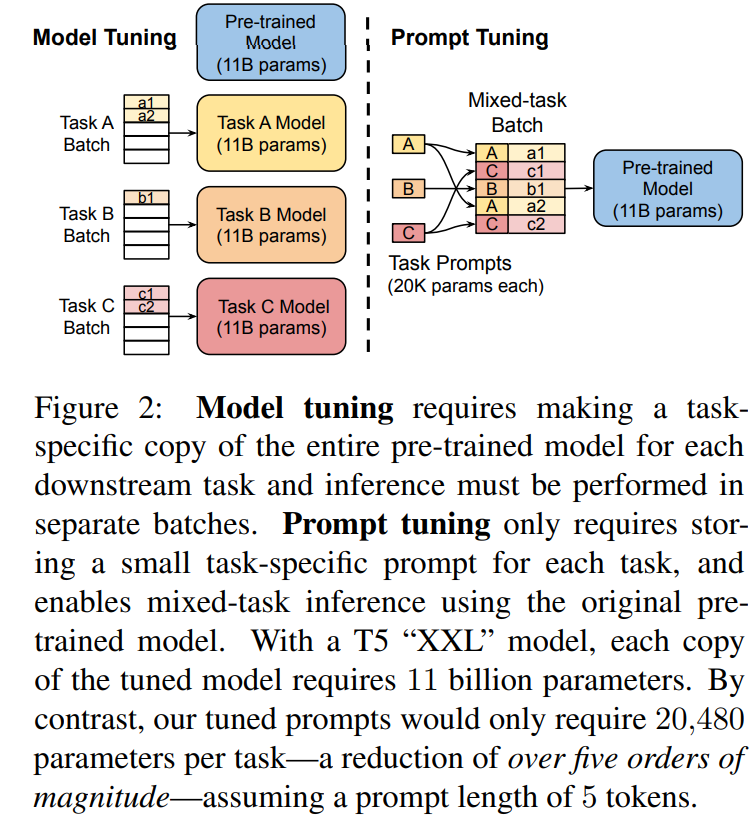 Model Tuning
Pre-trained
Model
(11B params)
Task A
Batch
a1
a2
Task A Model
(11B params)
Task B
Batch
b1
Task B Model
(11B params)
Task C
Batch
c1
c2
Task C Model
(11B params)
Prompt Tuning
Mixed-task
Batch
A
B
C
A a1
C c1
B b1
A a2
C c2
Task Prompts
(20K params each)
Pre-trained
Model
(11B params)
Figure 2: Model tuning requires making a task-
specific copy of the entire pre-trained model for each
downstream task and inference must be performed in
separate batches. Prompt tuning only requires stor-
ing a small task-specific prompt for each task, and
enables mixed-task inference using the original pre-
trained model. With a T5 “XXL” model, each copy
of the tuned model requires 11 billion parameters. By
contrast, our tuned prompts would only require 20,480
parameters per task—a reduction of over five orders of
magnitude—assuming a prompt length of 5 tokens.